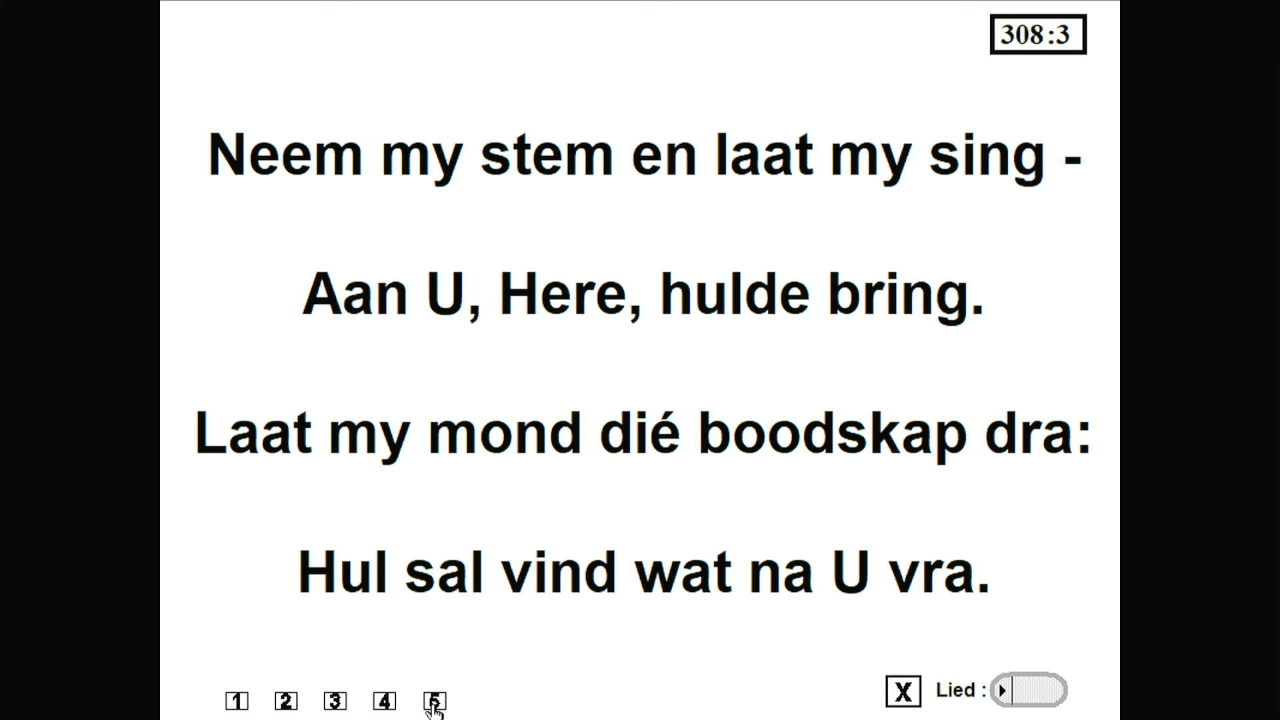 308:3
Neem my stem en laat my sing -
Aan U, Here, hulde bring.
Laat my mond dié boodskap dra:
Hul sal vind wat na U vra.
1 2 3 4 5
X Lied :